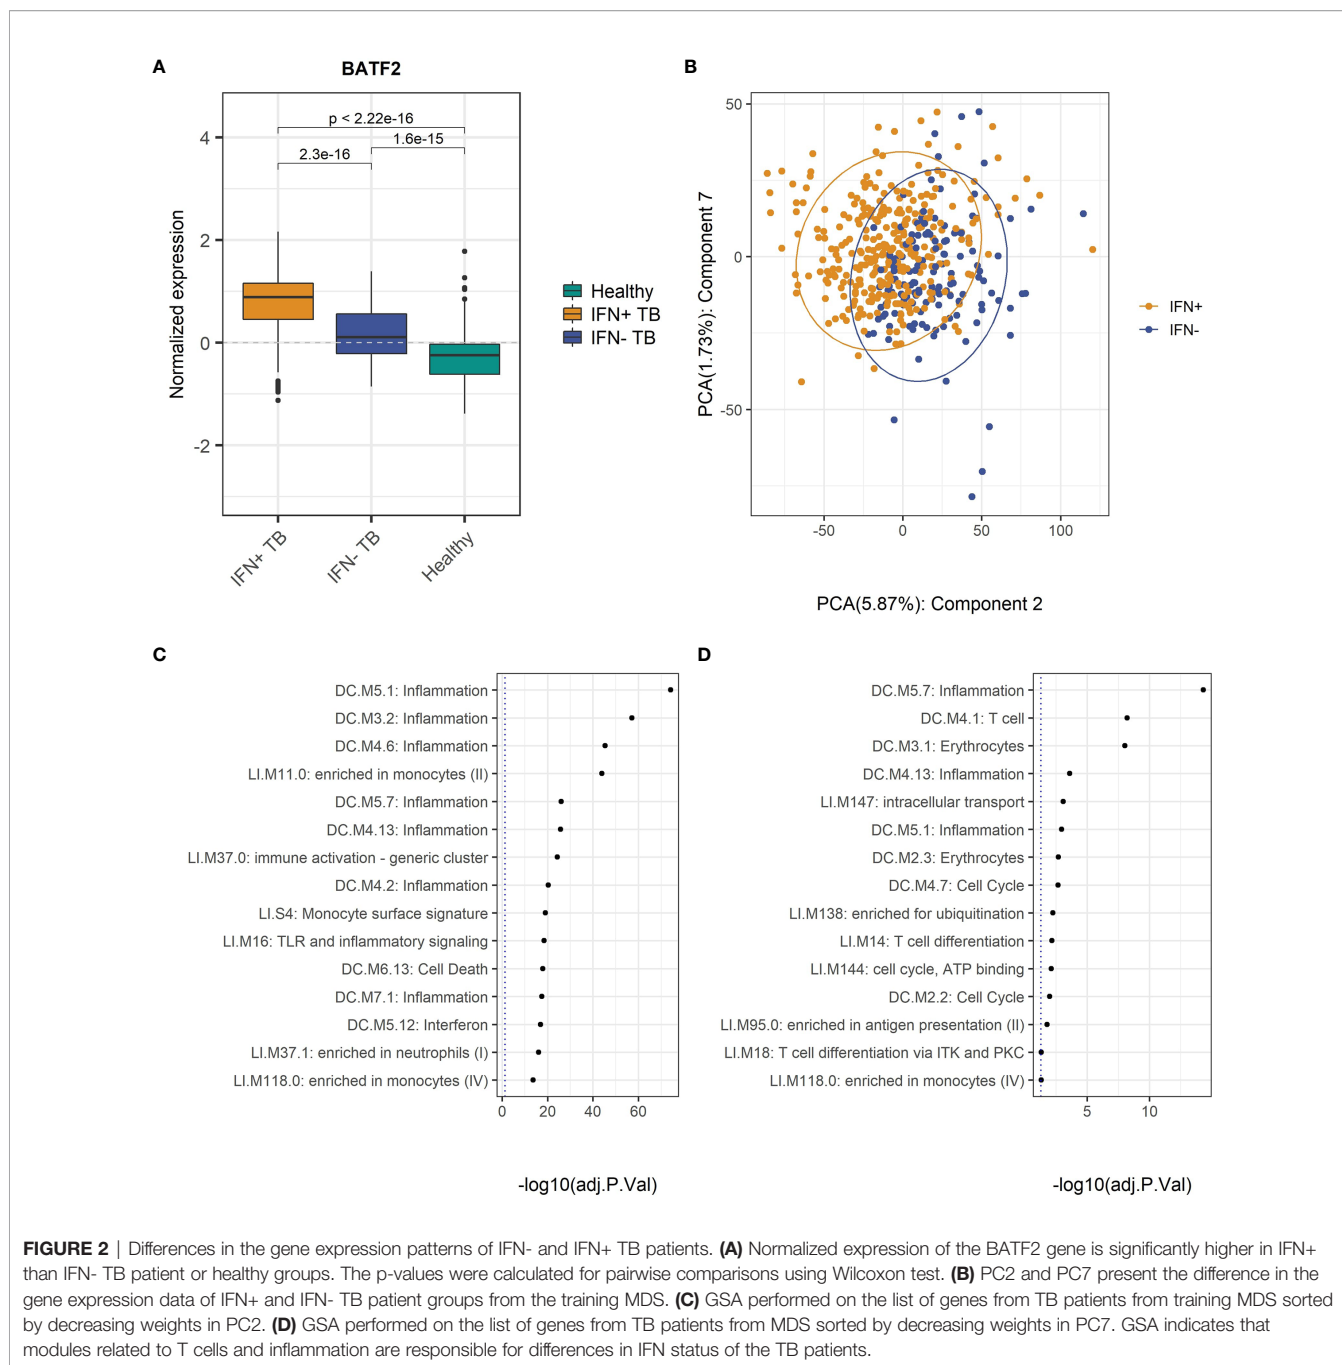 A
BATF2
p < 2.22e-16
2.3e-16
1.6e-15
4
2
0
-2
Normalized expression
IFN+ TB
IFN- TB
Healthy
Healthy
IFN+ TB
IFN- TB
B
50
25
0
-50
PCA(1.73%): Component 7
-50
0
50
100
PCA(5.87%): Component 2
IFN+
IFN-
C
DC.M5.1: Inflammation
DC.M3.2: Inflammation
DC.M4.6: Inflammation
LI.M11.0: enriched in monocytes (II)
DC.M5.7: Inflammation
DC.M4.13: Inflammation
LI.M37.0: immune activation - generic cluster
DC.M4.2: Inflammation
LI.S4: Monocyte surface signature
LI.M16: TLR and inflammatory signaling
DC.M6.13: Cell Death
DC.M7.1: Inflammation
DC.M5.12: Interferon
LI.M37.1: enriched in neutrophils (I)
LI.M118.0: enriched in monocytes (IV)
0
20
40
60
-log10(adj.P.Val)
D
DC.M5.7: Inflammation
DC.M4.1: T cell
DC.M3.1: Erythrocytes
DC.M4.13: Inflammation
LI.M147: intracellular transport
DC.M5.1: Inflammation
DC.M2.3: Erythrocytes
DC.M4.7: Cell Cycle
LI.M138: enriched for ubiquitination
LI.M14: T cell differentiation
LI.M144: cell cycle, ATP binding
DC.M2.2: Cell Cycle
LI.M95.0: enriched in antigen presentation (II)
LI.M18: T cell differentiation via ITK and PKC
LI.M118.0: enriched in monocytes (IV)
5
10
-log10(adj.P.Val)
FIGURE 2 | Differences in the gene expression patterns of IFN- and IFN+ TB patients. (A) Normalized expression of the BATF2 gene is significantly higher in IFN+
than IFN- TB patient or healthy groups. The p-values were calculated for pairwise comparisons using Wilcoxon test. (B) PC2 and PC7 present the difference in the
gene expression data of IFN+ and IFN- TB patient groups from the training MDS. (C) GSA performed on the list of genes from TB patients from training MDS sorted
by decreasing weights in PC2. (D) GSA performed on the list of genes from TB patients from MDS sorted by decreasing weights in PC7. GSA indicates that
modules related to T cells and inflammation are responsible for differences in IFN status of the TB patients.